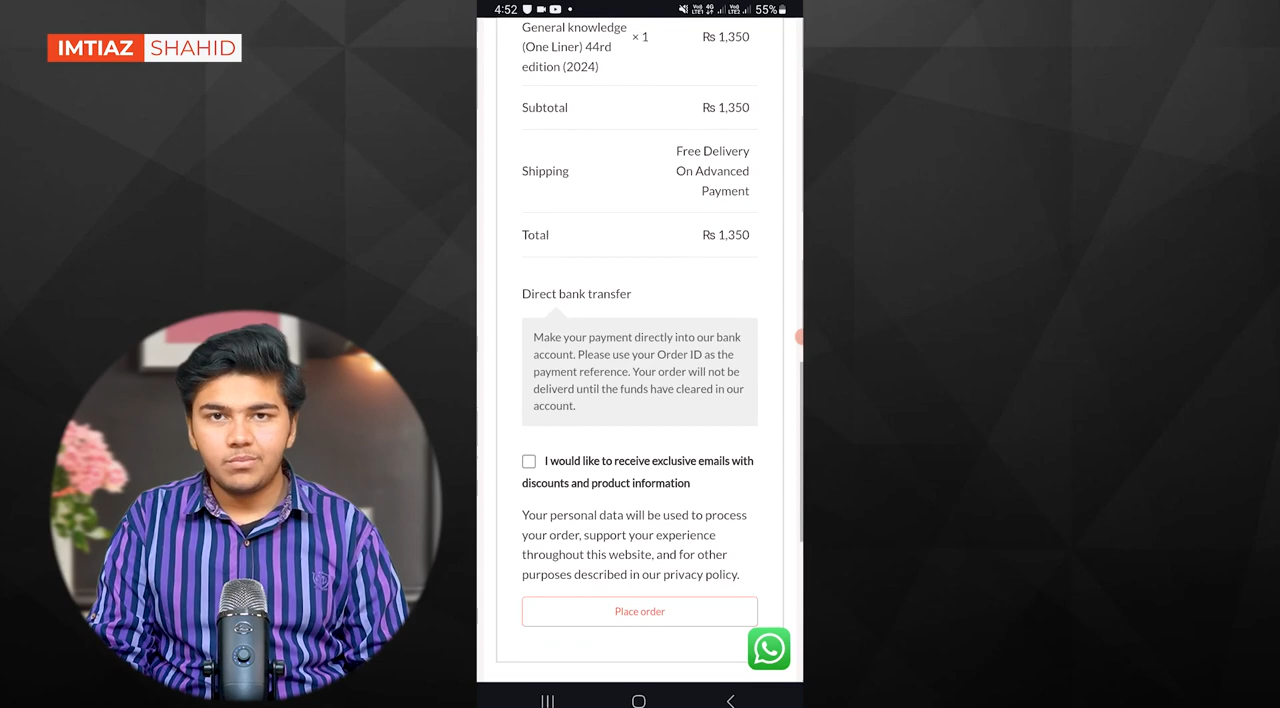 IMTIAZ SHAHID
4:52
55%
General knowledge
(One Liner) 44rd
edition (2024)
× 1
₨ 1,350
Subtotal ₨ 1,350
Shipping
Free Delivery
On Advanced
Payment
Total ₨ 1,350
Direct bank transfer
Make your payment directly into our bank
account. Please use your Order ID as the
payment reference. Your order will not be
deliverd until the funds have cleared in our
account.
I would like to receive exclusive emails with
discounts and product information
Your personal data will be used to process
your order, support your experience
throughout this website, and for other
purposes described in our privacy policy.
Place order